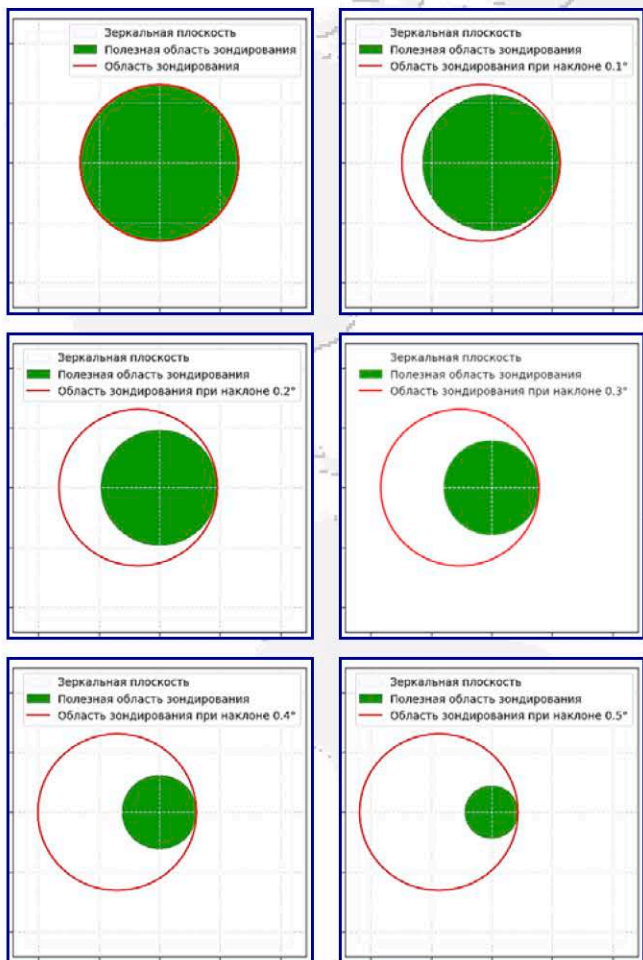 Зеркальная плоскость
Полезная область зондирования
Область зондирования
Зеркальная плоскость
Полезная область зондирования
Область зондирования при наклоне 0.1°
Зеркальная плоскость
Полезная область зондирования
Область зондирования при наклоне 0.2°
Зеркальная плоскость
Полезная область зондирования
Область зондирования при наклоне 0.3°
Зеркальная плоскость
Полезная область зондирования
Область зондирования при наклоне 0.4°
Зеркальная плоскость
Полезная область зондирования
Область зондирования при наклоне 0.5°